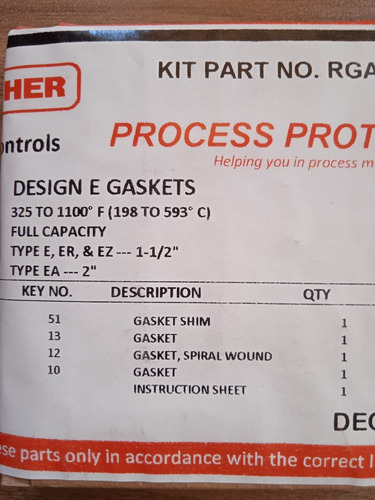 HER
KIT PART NO. RGA
ontrols
PROCESS PROT
Helping you in process m
DESIGN E GASKETS
325 TO 1100° F (198 TO 593° C)
FULL CAPACITY
TYPE E, ER, & EZ --- 1-1/2"
TYPE EA --- 2"
KEY NO. DESCRIPTION QTY
51 GASKET SHIM 1
13 GASKET 1
12 GASKET, SPIRAL WOUND 1
10 GASKET 1
INSTRUCTION SHEET 1
DEC
ese parts only in accordance with the correct I